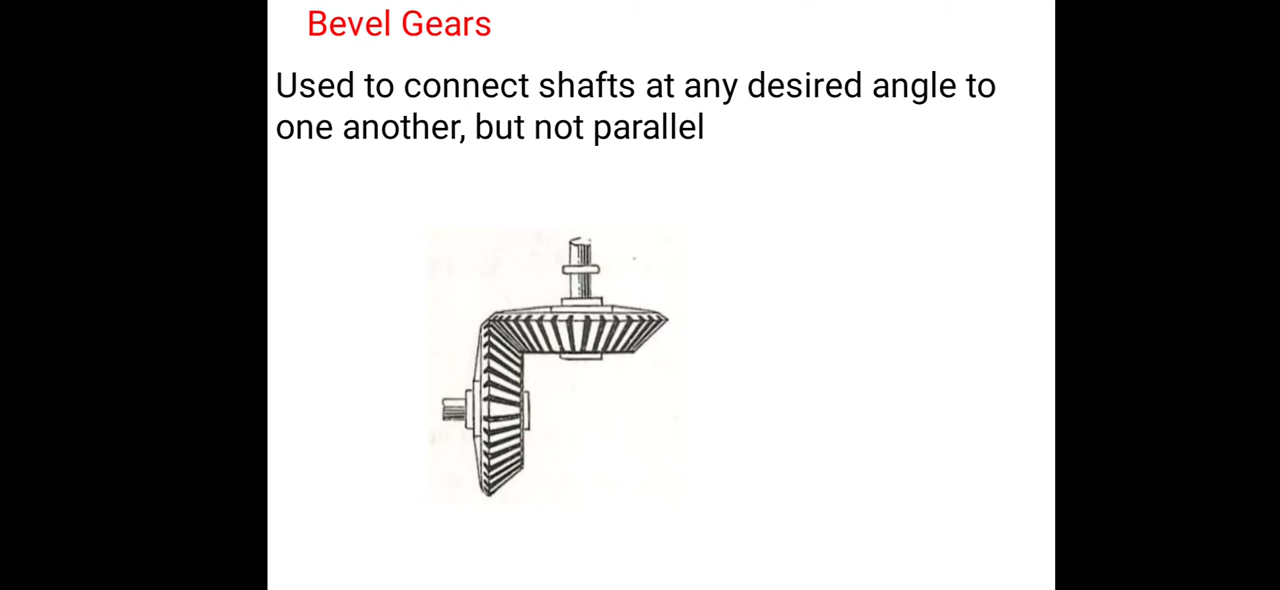 Bevel Gears
Used to connect shafts at any desired angle to
one another, but not parallel